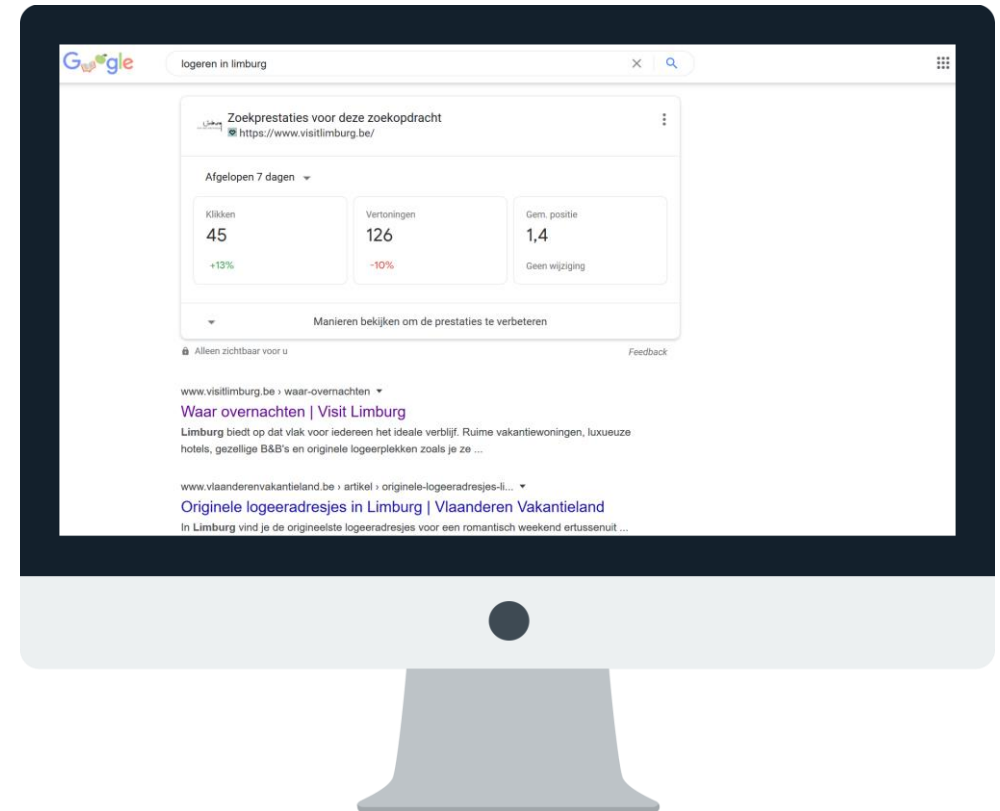 Google
logeren in limburg
Zoekprestaties voor deze zoekopdracht
https://www.visitlimburg.be/
Afgelopen 7 dagen
Klikken
Vertoningen
Gem. positie
45
126
1,4
+13%
-10%
Geen wijziging
Manieren bekijken om de prestaties te verbeteren
Alleen zichtbaar voor u
Feedback
www.visitlimburg.be › waar-overnachten
Waar overnachten | Visit Limburg
Limburg biedt op dat vlak voor iedereen het ideale verblijf. Ruime vakantiewoningen, luxueuze
hotels, gezellige B&B's en originele logeerplekken zoals je ze ...
www.vlaanderenvakantieland.be › artikel › originele-logeeradresjes-li...
Originele logeeradresjes in Limburg | Vlaanderen Vakantieland
In Limburg vind je de origineelste logeeradresjes voor een romantisch weekend ertussenuit ...